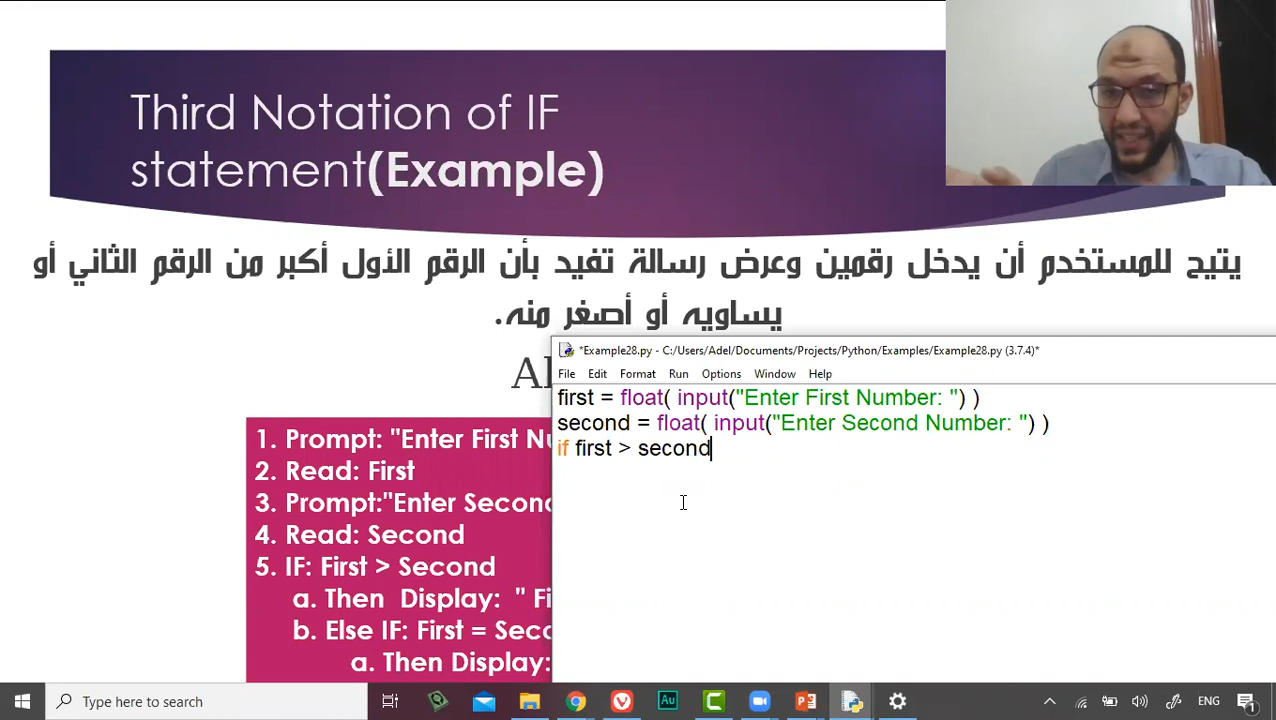 Third Notation of IF
statement(Example)
يتيح للمستخدم أن يدخل رقمين وعرض رسالة تفيد بأن الرقم الأول أكبر من الرقم الثاني أو
يساويه أو أصغر منه.
1. Prompt: "Enter First Nu
2. Read: First
3. Prompt:"Enter Second
4. Read: Second
5. IF: First > Second
a. Then Display: " Fi
b. Else IF: First = Seco
a. Then Display:
*Example28.py - C:/Users/Adel/Documents/Projects/Python/Examples/Example28.py (3.7.4)*
File Edit Format Run Options Window Help
first = float( input("Enter First Number: ") )
second = float( input("Enter Second Number: ") )
if first > second
Type here to search
Au
ENG
1